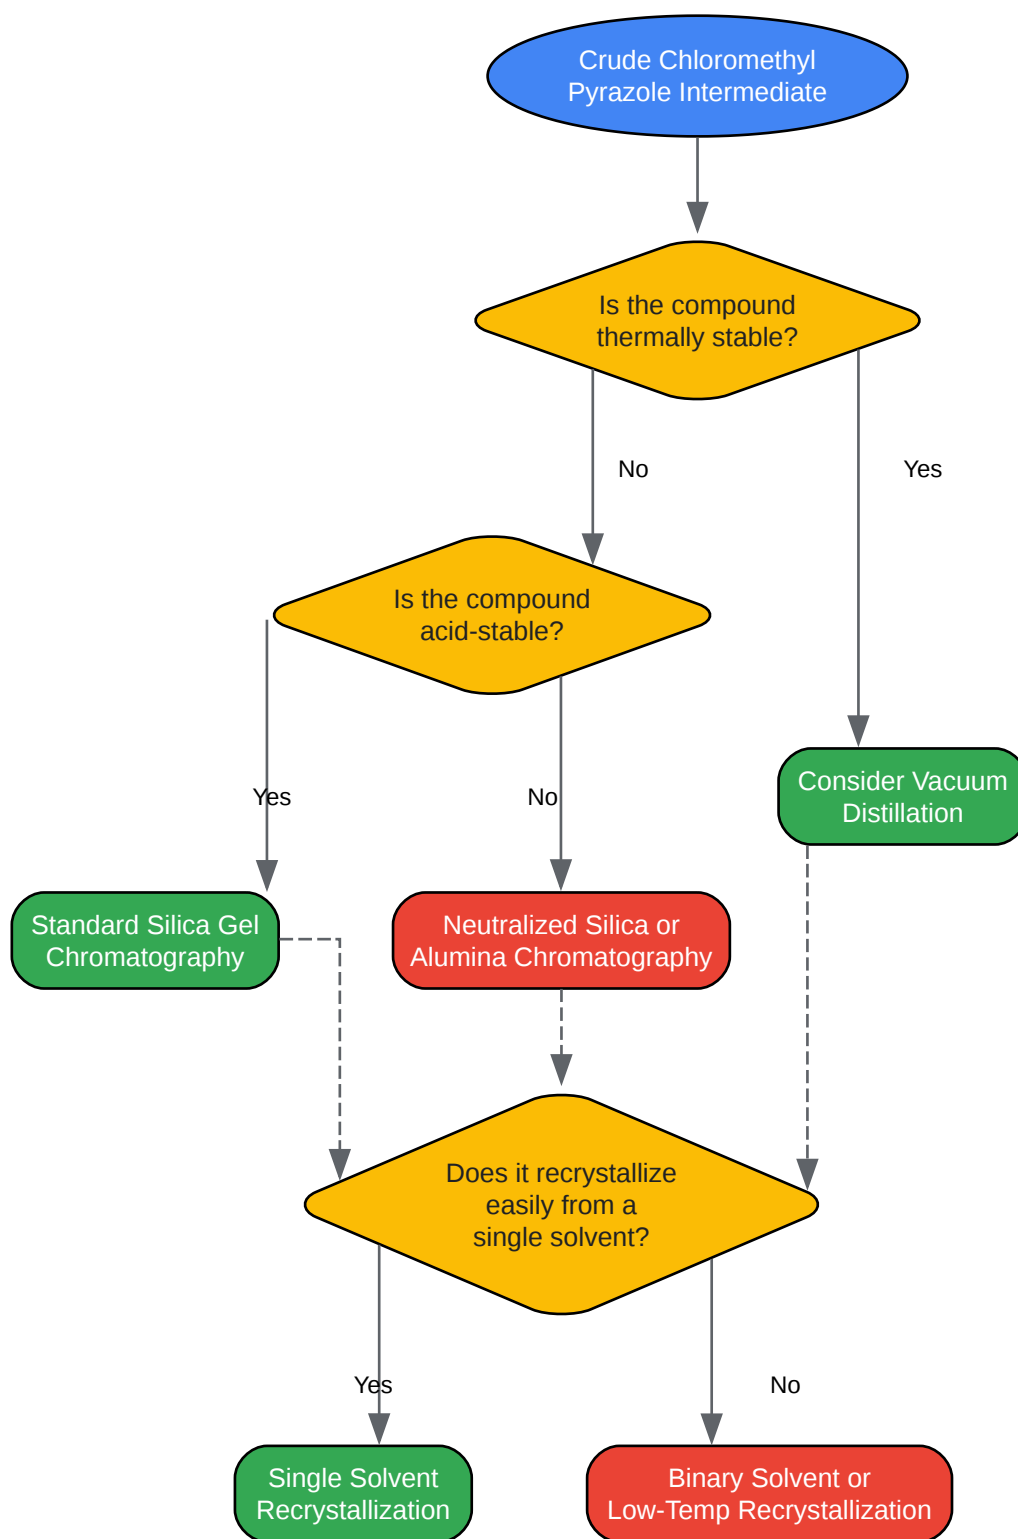 Crude Chloromethyl
Pyrazole Intermediate
Is the compound
thermally stable?
No
Yes
Is the compound
acid-stable?
Yes
No
Consider Vacuum
Distillation
Standard Silica Gel
Chromatography
Neutralized Silica or
Alumina Chromatography
Does it recrystallize
easily from a
single solvent?
Yes
No
Single Solvent
Recrystallization
Binary Solvent or
Low-Temp Recrystallization